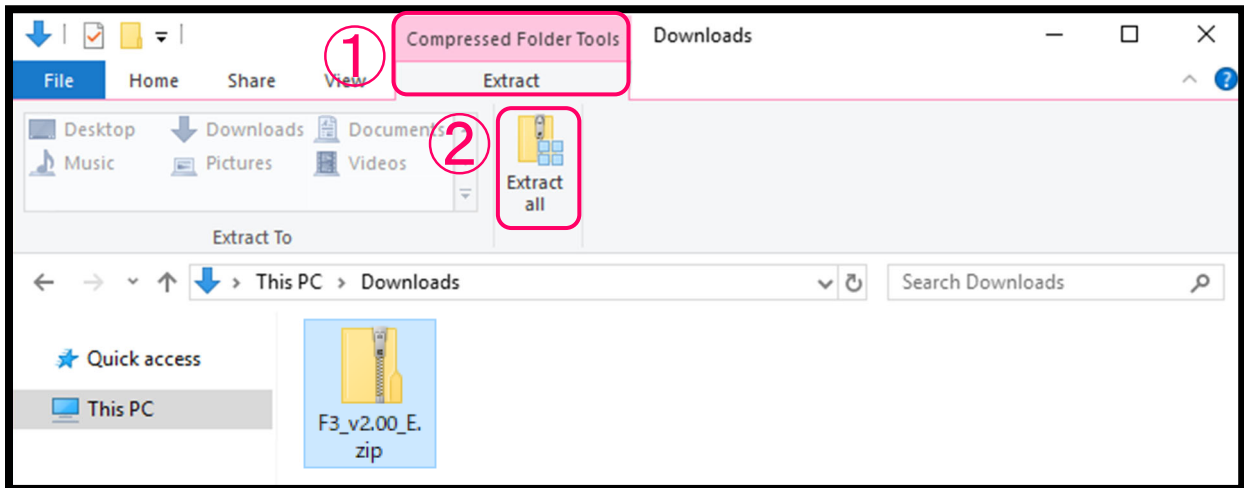 ① Compressed Folder Tools Downloads
File Home Share View Extract
Desktop Downloads Documents
② Music Pictures Videos
Extract
all
Extract To
This PC > Downloads Search Downloads
Quick access
This PC
F3_v2.00_E.
zip